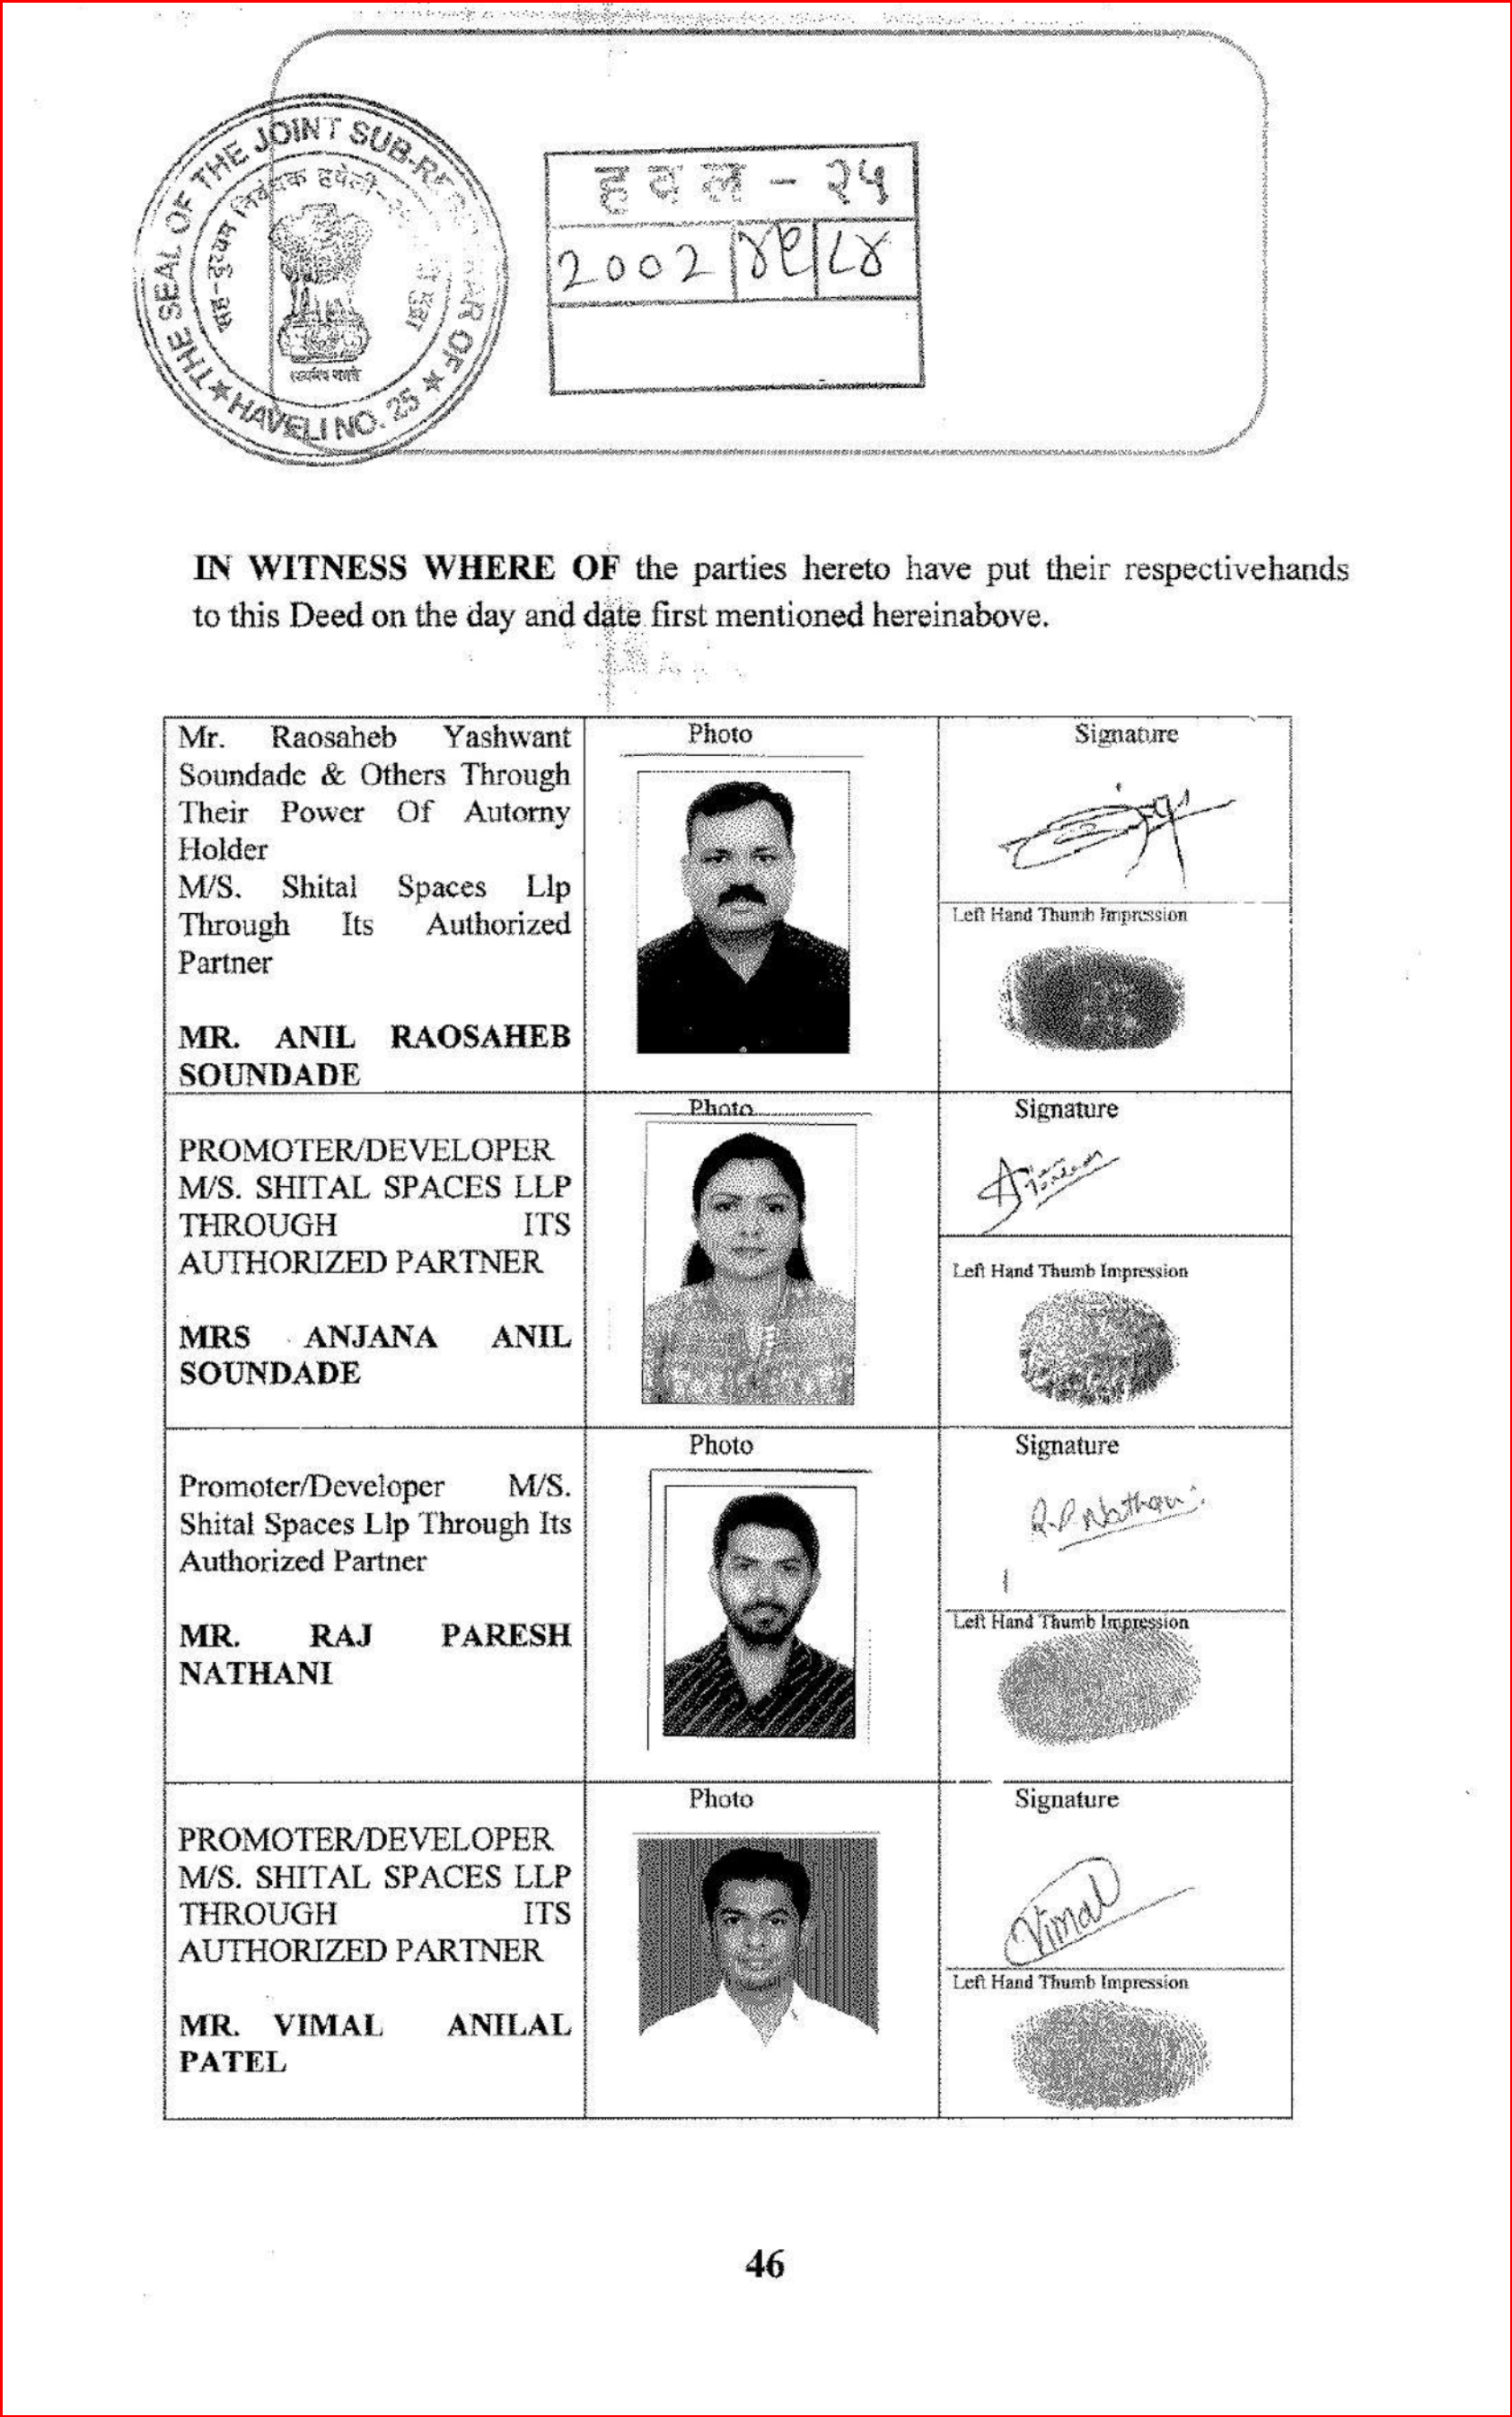 THE SEAL OF THE JOINT SUB-REGISTRAR OF
HAVELI NO. 25
सह-दुय्यम निबंधक हवेली-
हवल - २५
2002
IN WITNESS WHERE OF the parties hereto have put their respectivehands
to this Deed on the day and date first mentioned hereinabove.
Mr. Raosaheb Yashwant
Soundade & Others Through
Their Power Of Autorny
Holder
M/S. Shital Spaces Llp
Through Its Authorized
Partner
MR. ANIL RAOSAHEB
SOUNDADE
Photo
Signature
Left Hand Thumb Impression
PROMOTER/DEVELOPER
M/S. SHITAL SPACES LLP
THROUGH ITS
AUTHORIZED PARTNER
MRS ANJANA ANIL
SOUNDADE
Photo
Signature
Left Hand Thumb Impression
Promoter/Developer M/S.
Shital Spaces Llp Through Its
Authorized Partner
MR. RAJ PARESH
NATHANI
Photo
Signature
R.P Nathani
Left Hand Thumb Impression
PROMOTER/DEVELOPER
M/S. SHITAL SPACES LLP
THROUGH ITS
AUTHORIZED PARTNER
MR. VIMAL ANILAL
PATEL
Photo
Signature
Vimal
Left Hand Thumb Impression
46